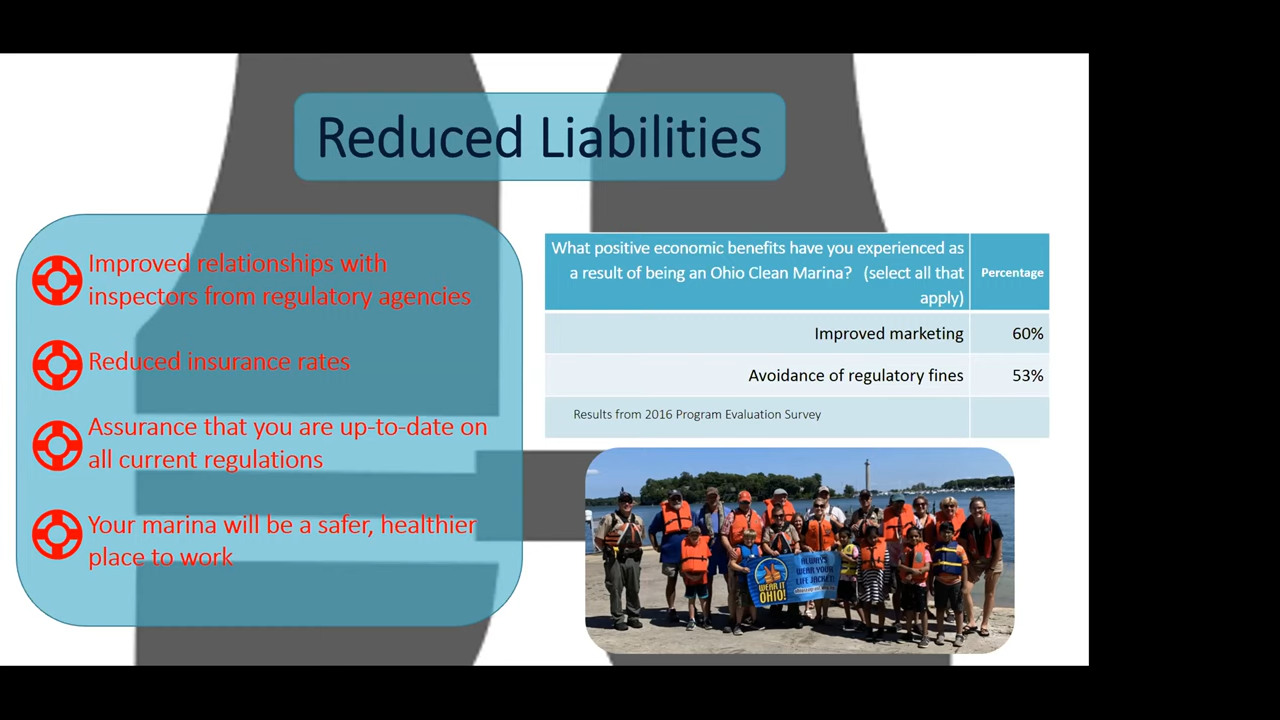 Reduced Liabilities
Improved relationships with
inspectors from regulatory agencies
Reduced insurance rates
Assurance that you are up-to-date on
all current regulations
Your marina will be a safer, healthier
place to work
What positive economic benefits have you experienced as
a result of being an Ohio Clean Marina? (select all that
apply)
Percentage
Improved marketing 60%
Avoidance of regulatory fines 53%
Results from 2016 Program Evaluation Survey
WEAR IT
OHIO!
ALWAYS
WEAR YOUR
LIFE JACKET